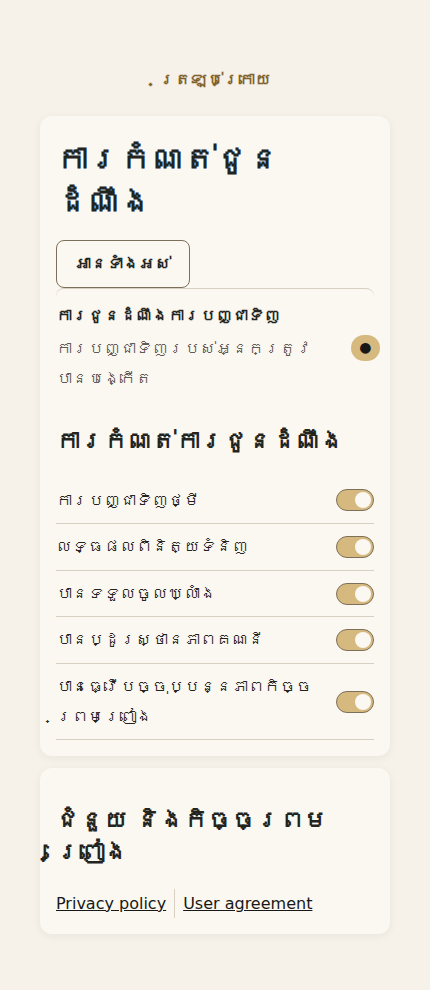 ត្រឡប់ក្រោយ
ការកំណត់ជូន
ដំណឹង
អានទាំងអស់
ការជូនដំណឹងការបញ្ជាទិញ
ការបញ្ជាទិញរបស់អ្នកត្រូវ
បានបង្កើត
ការកំណត់ការជូនដំណឹង
ការបញ្ជាទិញថ្មី
លទ្ធផលពិនិត្យទំនិញ
បានទទួលចូលឃ្លាំង
បានប្ដូរស្ថានភាពគណនី
បានធ្វើបច្ចុប្បន្នភាពកិច្ច
ព្រមព្រៀង
ជំនួយ និងកិច្ចព្រម
ព្រៀង
Privacy policy User agreement